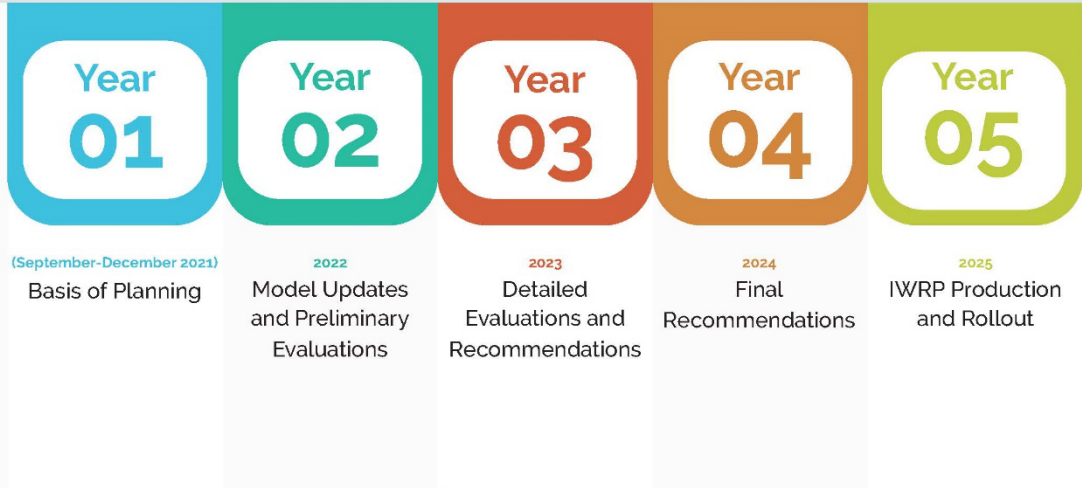 Year
01
(September-December 2021)
Basis of Planning
Year
02
2022
Model Updates
and Preliminary
Evaluations
Year
03
2023
Detailed
Evaluations and
Recommendations
Year
04
2024
Final
Recommendations
Year
05
2025
IWRP Production
and Rollout